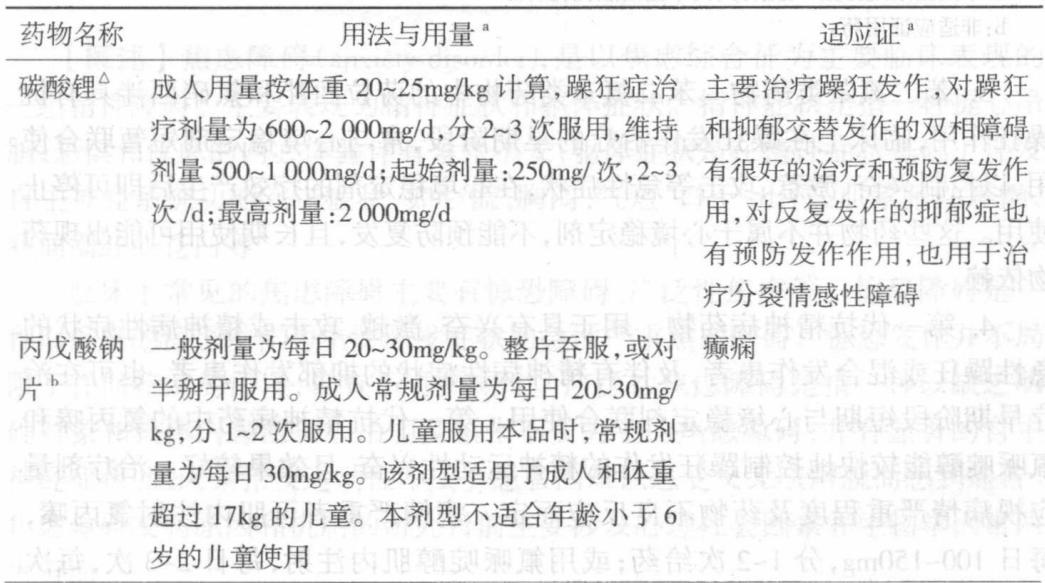 药物名称 用法与用量 a 适应证 a
碳酸锂△ 成人用量按体重 20~25mg/kg 计算,躁狂症治 主要治疗躁狂发作,对躁狂
疗剂量为 600~2 000mg/d,分 2~3 次服用,维持 和抑郁交替发作的双相障碍
剂量 500~1 000mg/d;起始剂量:250mg/ 次,2~3 有很好的治疗和预防复发作
次 /d;最高剂量:2 000mg/d 用,对反复发作的抑郁症也
有预防发作作用,也用于治
疗分裂情感性障碍
丙戊酸钠 一般剂量为每日 20~30mg/kg。整片吞服,或对 癫痫
片 b 半掰开服用。成人常规剂量为每日 20~30mg/
kg,分 1~2 次服用。儿童服用本品时,常规剂
量为每日 30mg/kg。该剂型适用于成人和体重
超过 17kg 的儿童。本剂型不适合年龄小于 6
岁的儿童使用